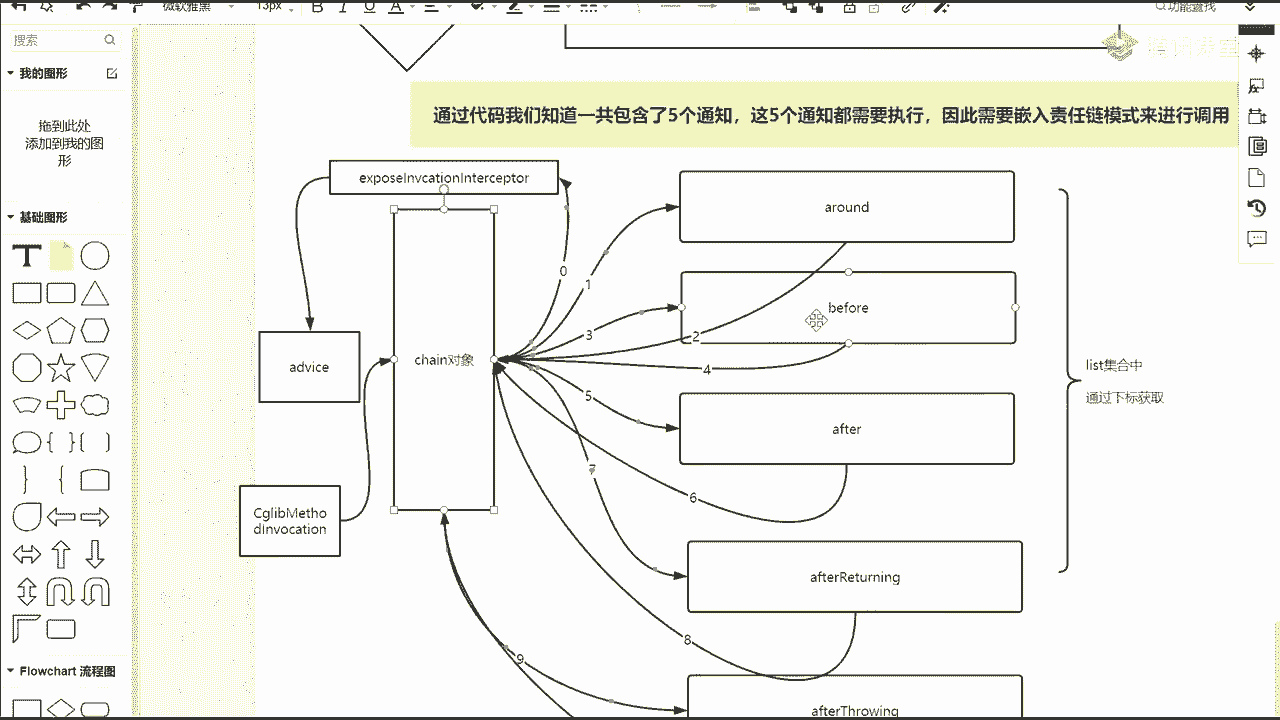 微软雅黑
13px
B I U A
功能查找
搜索
我的图形
拖到此处
添加到我的图
形
基础图形
Flowchart 流程图
通过代码我们知道一共包含了5个通知，这5个通知都需要执行，因此需要嵌入责任链模式来进行调用
exposeInvcationInterceptor
around
0
1
before
3
2
chain对象
advice
4
list集合中
5
通过下标获取
after
7
6
CglibMetho
dinvocation
afterReturning
8
9
afterThrowing